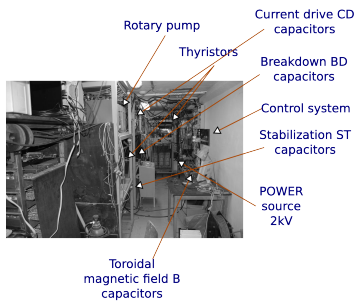 Current drive CD
capacitors
Rotary pump
Thyristors
Breakdown BD
capacitors
Control system
Stabilization ST
capacitors
POWER
source
2kV
Toroidal
magnetic field B
capacitors